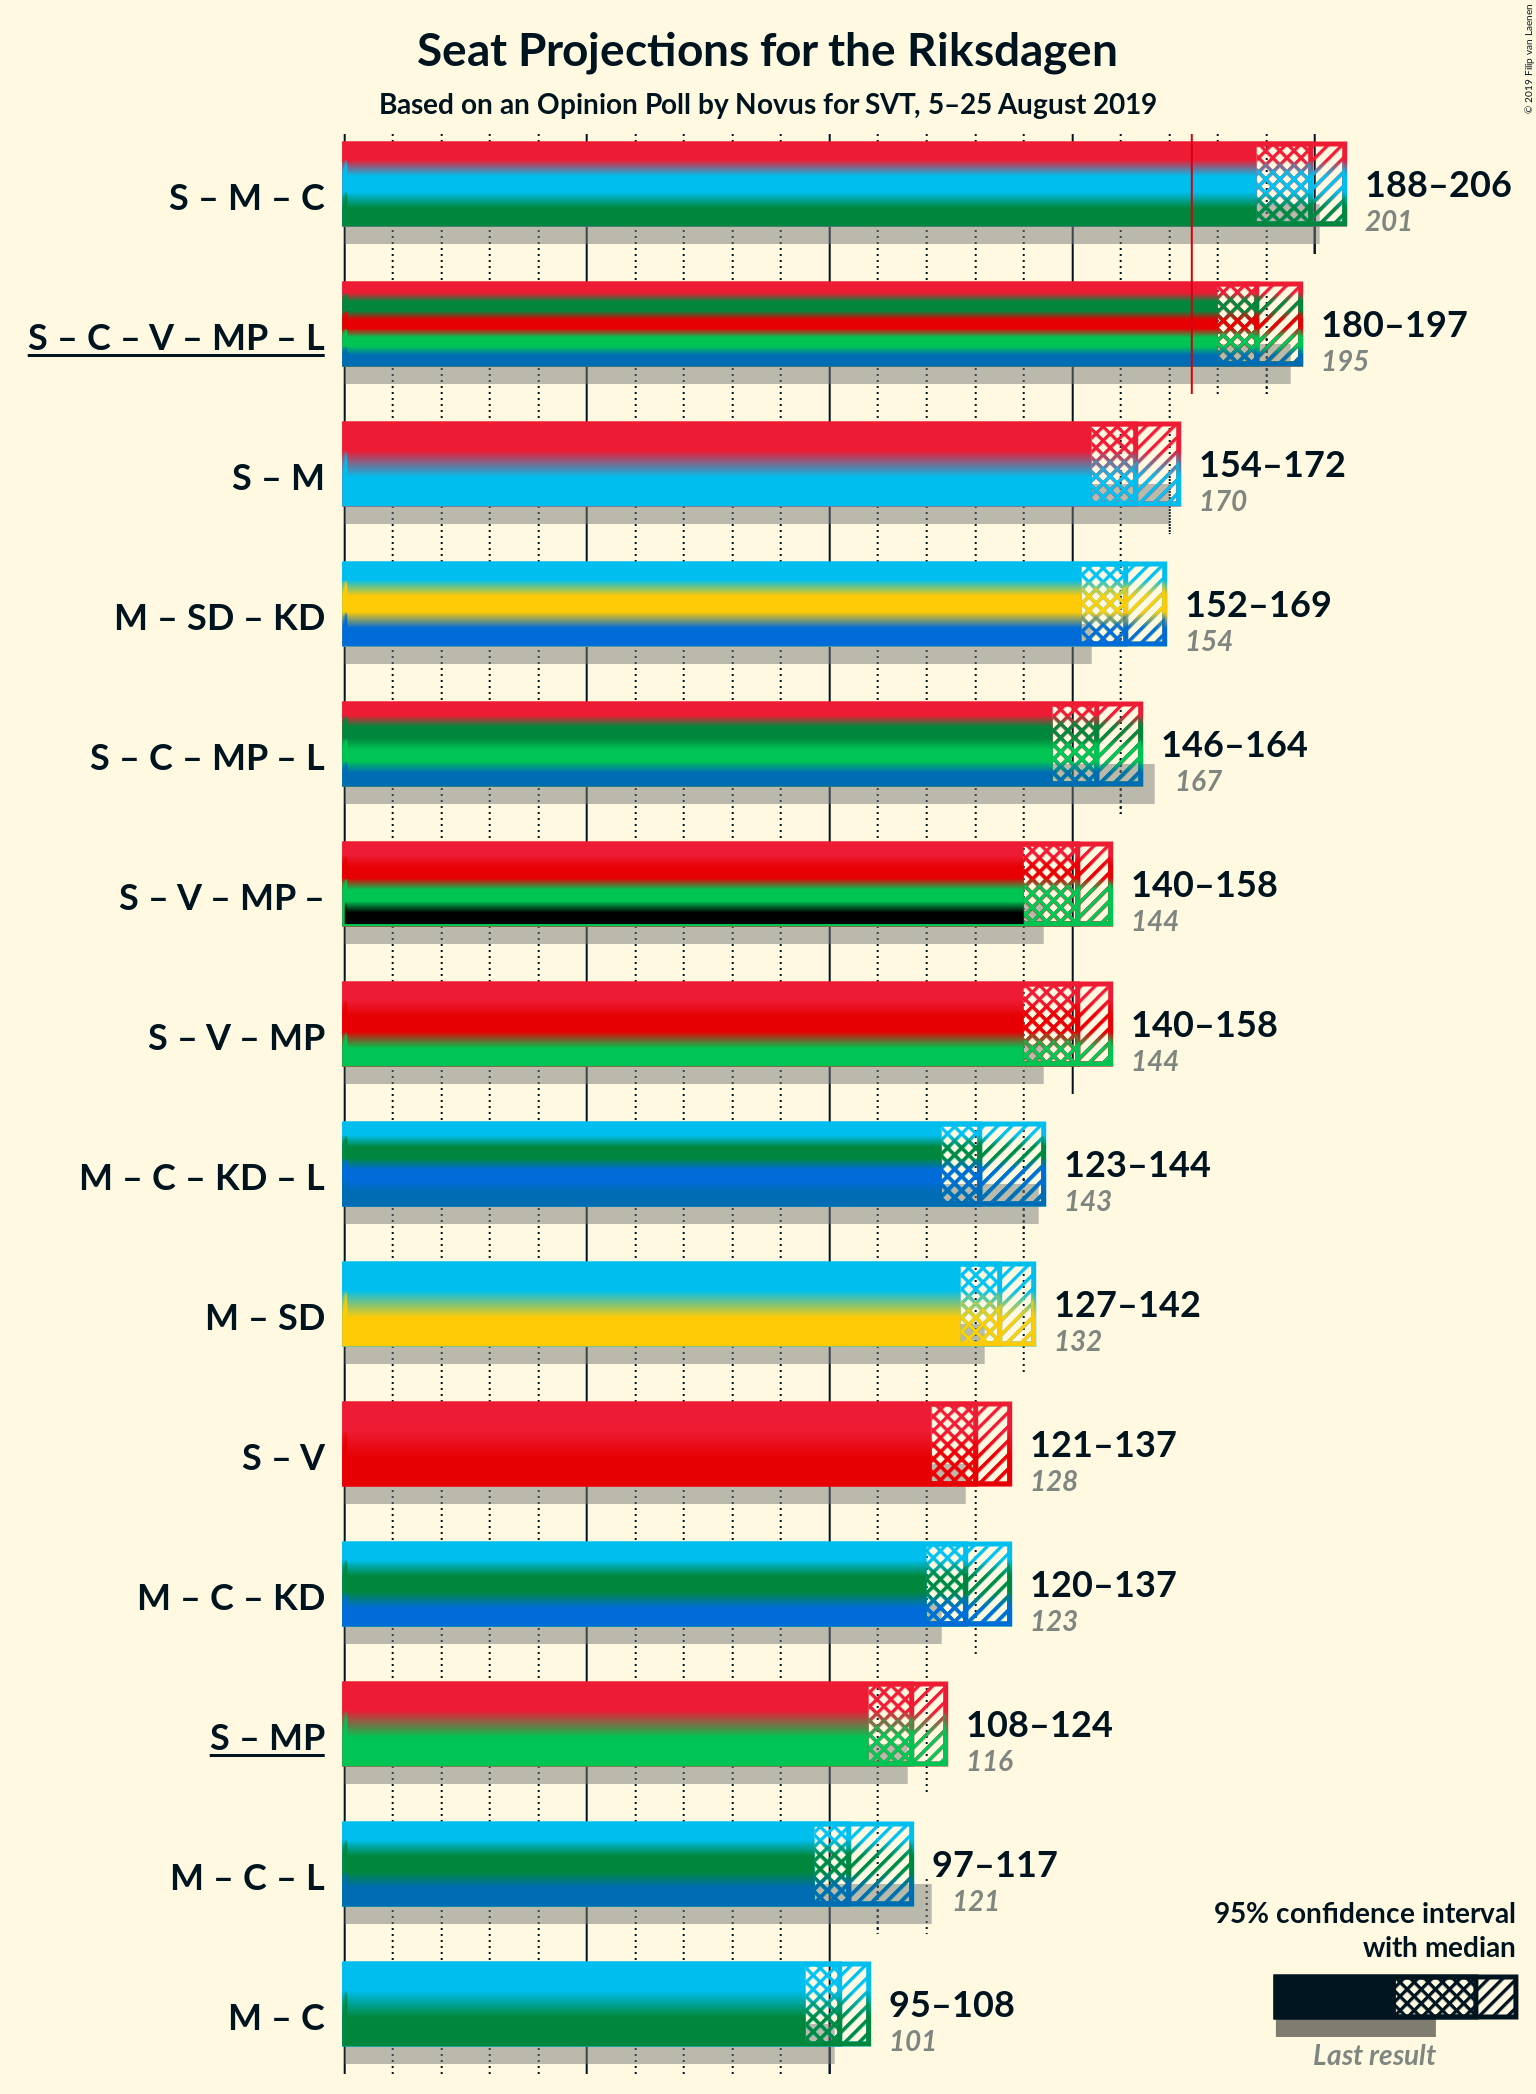 Seat Projections for the Riksdagen
Based on an Opinion Poll by Novus for SVT, 5–25 August 2019
© 2019 Filip van Laenen
S – M – C
188–206
201
S – C – V – MP – L
180–197
195
S – M
154–172
170
M – SD – KD
152–169
154
S – C – MP – L
146–164
167
S – V – MP –
140–158
144
S – V – MP
140–158
144
M – C – KD – L
123–144
143
M – SD
127–142
132
S – V
121–137
128
M – C – KD
120–137
123
S – MP
108–124
116
M – C – L
97–117
121
M – C
95–108
101
95% confidence interval
with median
Last result